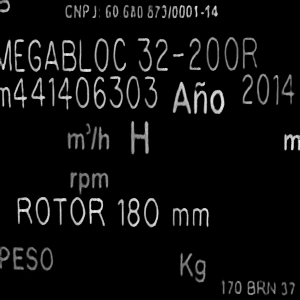 CNPJ: 60 680 873/0001-14
MEGABLOC 32-200R
m441406303 Año 2014
m³/h H m
rpm
ROTOR 180 mm
PESO Kg
170 BRN 37